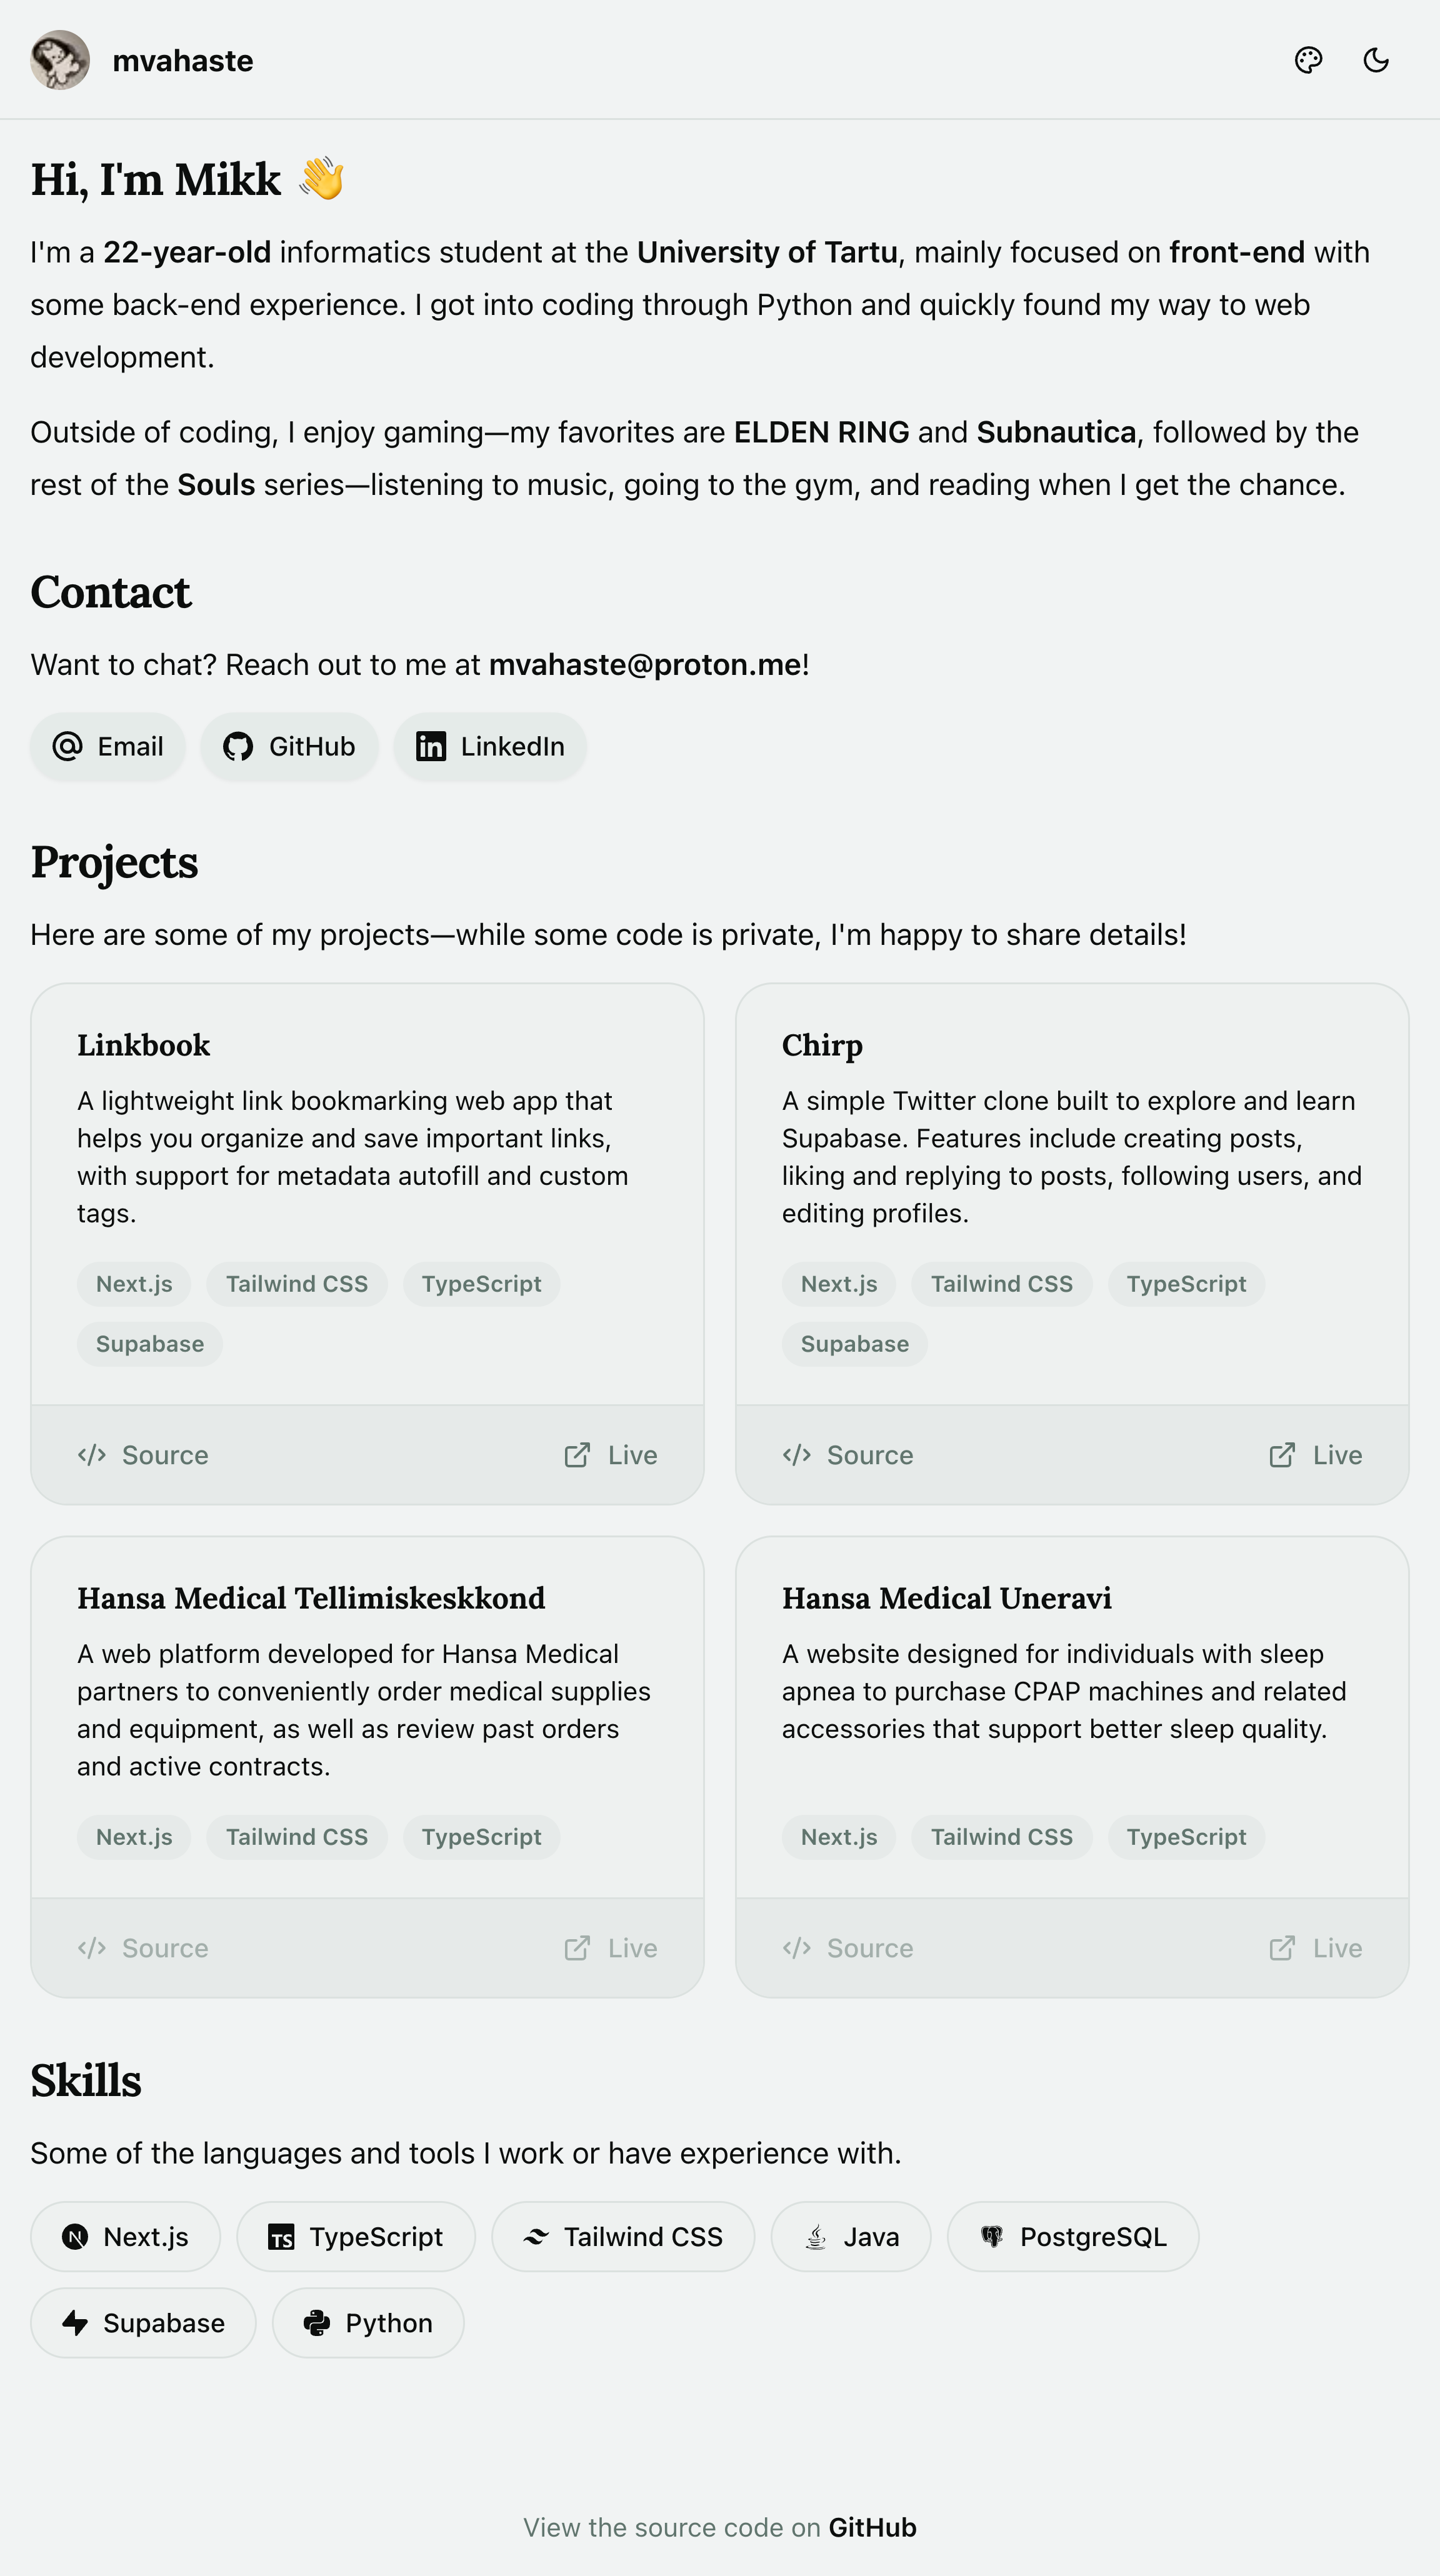 mvahaste
Hi, I'm Mikk 👋
I'm a 22-year-old informatics student at the University of Tartu, mainly focused on front-end with
some back-end experience. I got into coding through Python and quickly found my way to web
development.
Outside of coding, I enjoy gaming—my favorites are ELDEN RING and Subnautica, followed by the
rest of the Souls series—listening to music, going to the gym, and reading when I get the chance.
Contact
Want to chat? Reach out to me at mvahaste@proton.me!
Email GitHub LinkedIn
Projects
Here are some of my projects—while some code is private, I'm happy to share details!
Linkbook
A lightweight link bookmarking web app that
helps you organize and save important links,
with support for metadata autofill and custom
tags.
Next.js Tailwind CSS TypeScript
Supabase
Source Live
Chirp
A simple Twitter clone built to explore and learn
Supabase. Features include creating posts,
liking and replying to posts, following users, and
editing profiles.
Next.js Tailwind CSS TypeScript
Supabase
Source Live
Hansa Medical Tellimiskeskkond
A web platform developed for Hansa Medical
partners to conveniently order medical supplies
and equipment, as well as review past orders
and active contracts.
Next.js Tailwind CSS TypeScript
Source Live
Hansa Medical Uneravi
A website designed for individuals with sleep
apnea to purchase CPAP machines and related
accessories that support better sleep quality.
Next.js Tailwind CSS TypeScript
Source Live
Skills
Some of the languages and tools I work or have experience with.
Next.js TypeScript Tailwind CSS Java PostgreSQL
Supabase Python
View the source code on GitHub